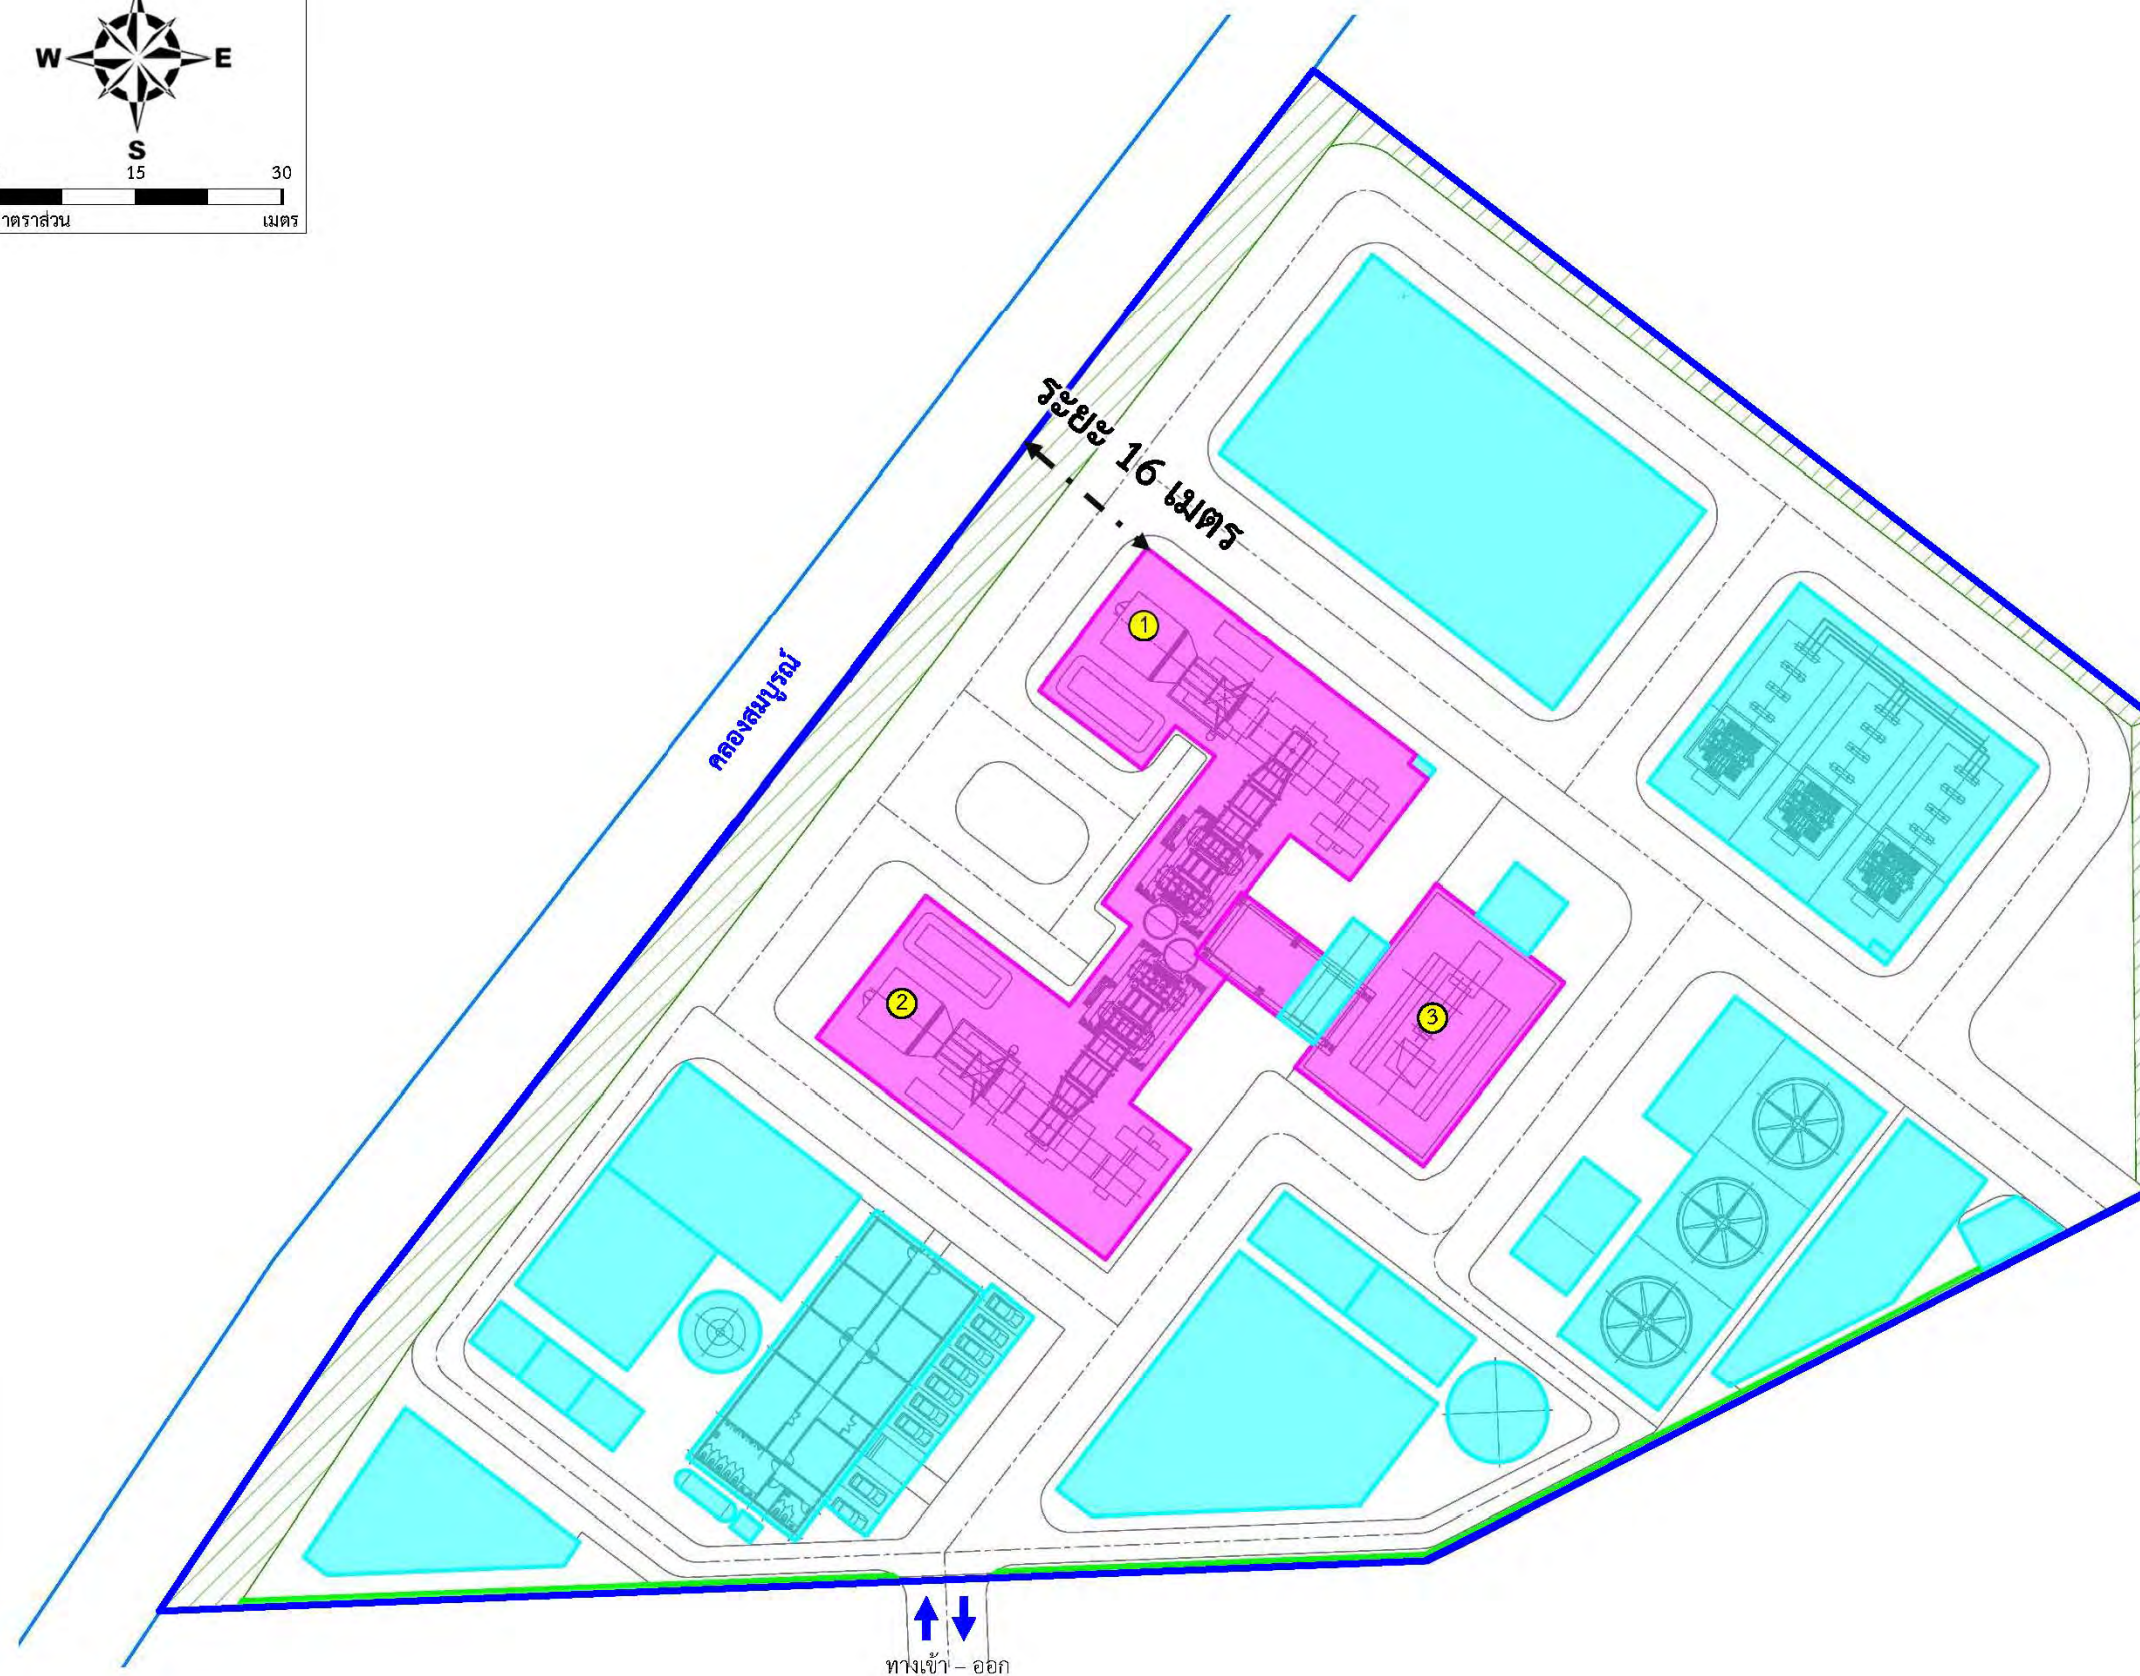 W E
S
15 30
าตราส่วน เมตร
ระยะ 16 เมตร
คลองสมบูรณ์
1
2
3
ทางเข้า – ออก